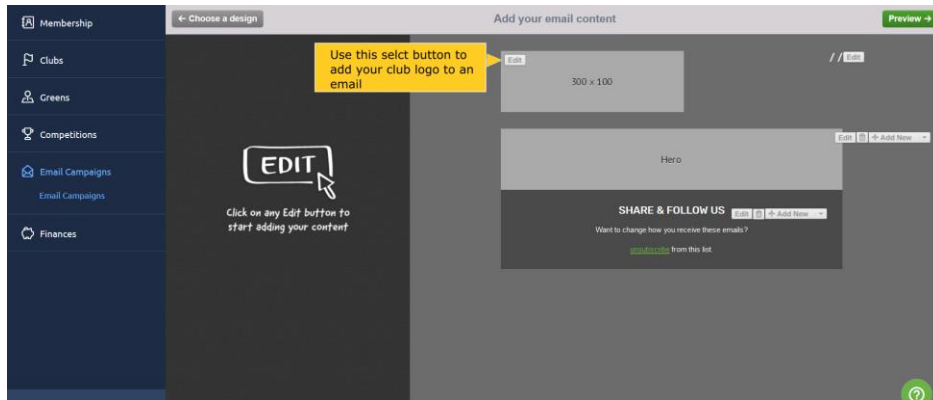 Membership
Clubs
Greens
Competitions
Email Campaigns
Email Campaigns
Finances
← Choose a design
Add your email content
Preview →
Use this selct button to
add your club logo to an
email
EDIT
Click on any Edit button to
start adding your content
Edit
300 × 100
/ / Edit
Edit + Add New
Hero
SHARE & FOLLOW US Edit + Add New
Want to change how you receive these emails?
unsubscribe from this list.
?